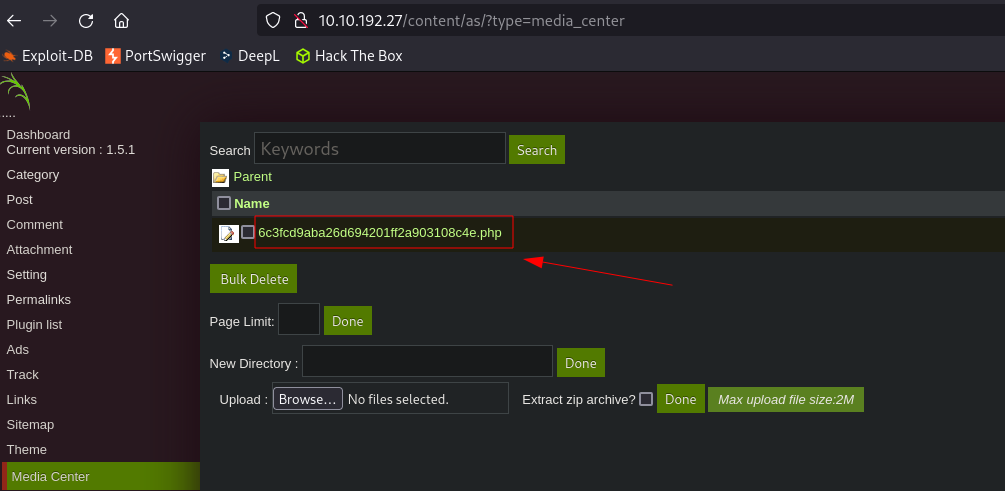 10.10.192.27/content/as/?type=media_center
Exploit-DB PortSwigger DeepL Hack The Box
.....
Dashboard
Current version : 1.5.1
Category
Post
Comment
Attachment
Setting
Permalinks
Plugin list
Ads
Track
Links
Sitemap
Theme
Media Center
Search Keywords Search
Parent
Name
6c3fcd9aba26d694201ff2a903108c4e.php
Bulk Delete
Page Limit: Done
New Directory : Done
Upload : Browse... No files selected. Extract zip archive? Done Max upload file size:2M